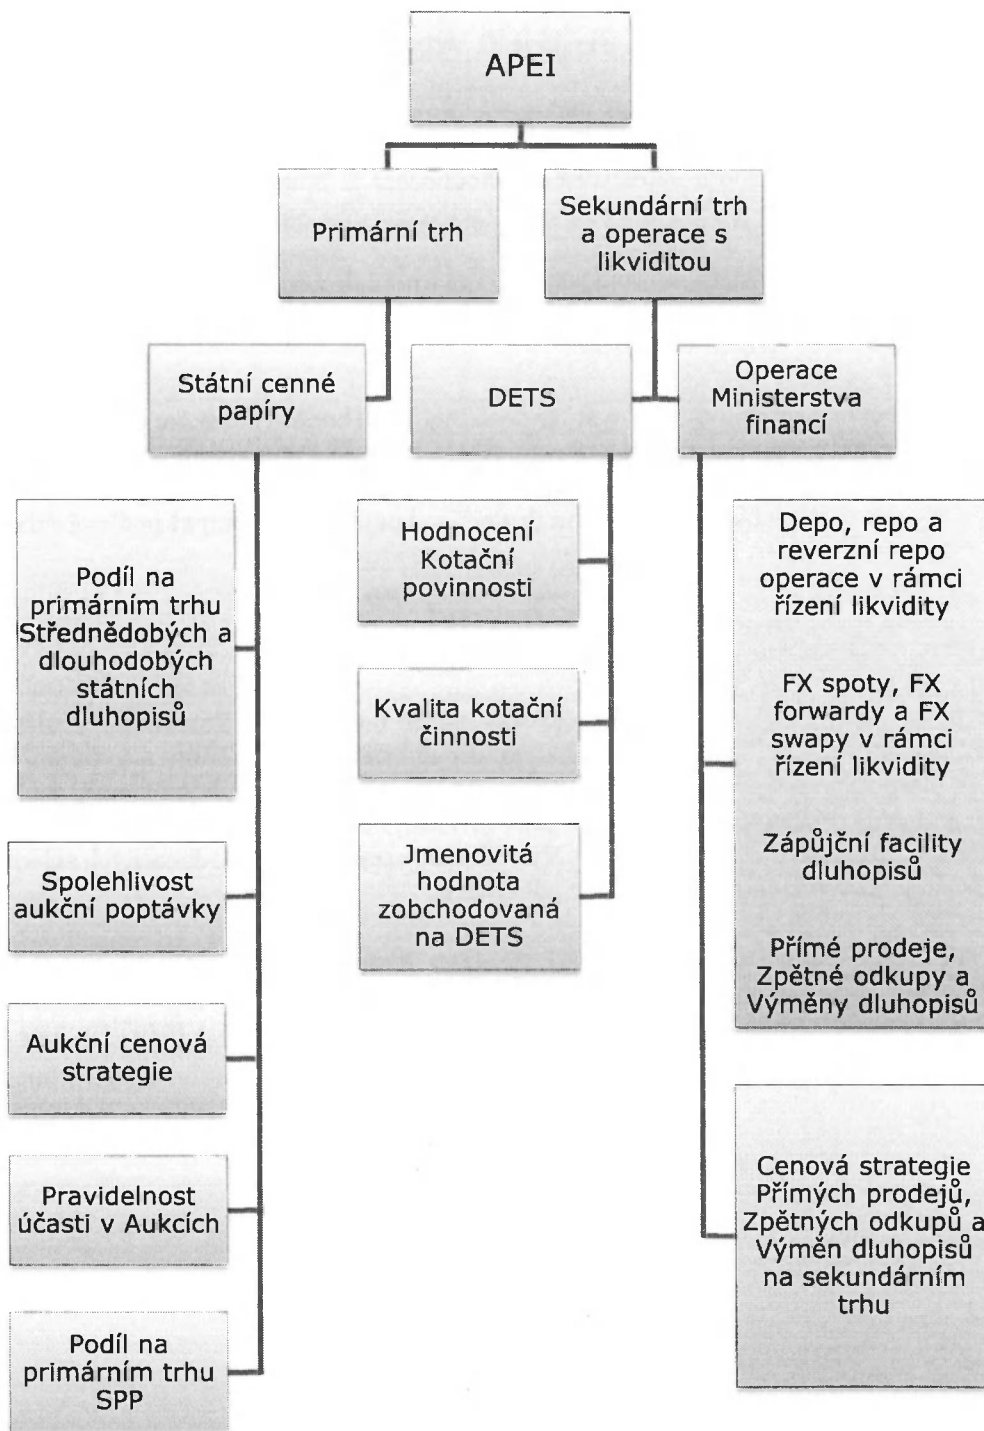 APEI
Primární trh
Sekundární trh
a operace s
likviditou
Státní cenné
papíry
DETS
Operace
Ministerstva
financí
Podíl na
primárním trhu
Střednědobých a
dlouhodobých
státních
dluhopisů
Spolehlivost
aukční poptávky
Aukční cenová
strategie
Pravidelnost
účasti v Aukcích
Podíl na
primárním trhu
SPP
Hodnocení
Kotační
povinnosti
Kvalita kotační
činnosti
Jmenovitá
hodnota
zobchodovaná
na DETS
Depo, repo a
reverzní repo
operace v rámci
řízení likvidity
FX spoty, FX
forwardy a FX
swapy v rámci
řízení likvidity
Zápůjční facility
dluhopisů
Přímé prodeje,
Zpětné odkupy a
Výměny dluhopisů
Cenová strategie
Přímých prodejů,
Zpětných odkupů a
Výměn dluhopisů
na sekundárním
trhu